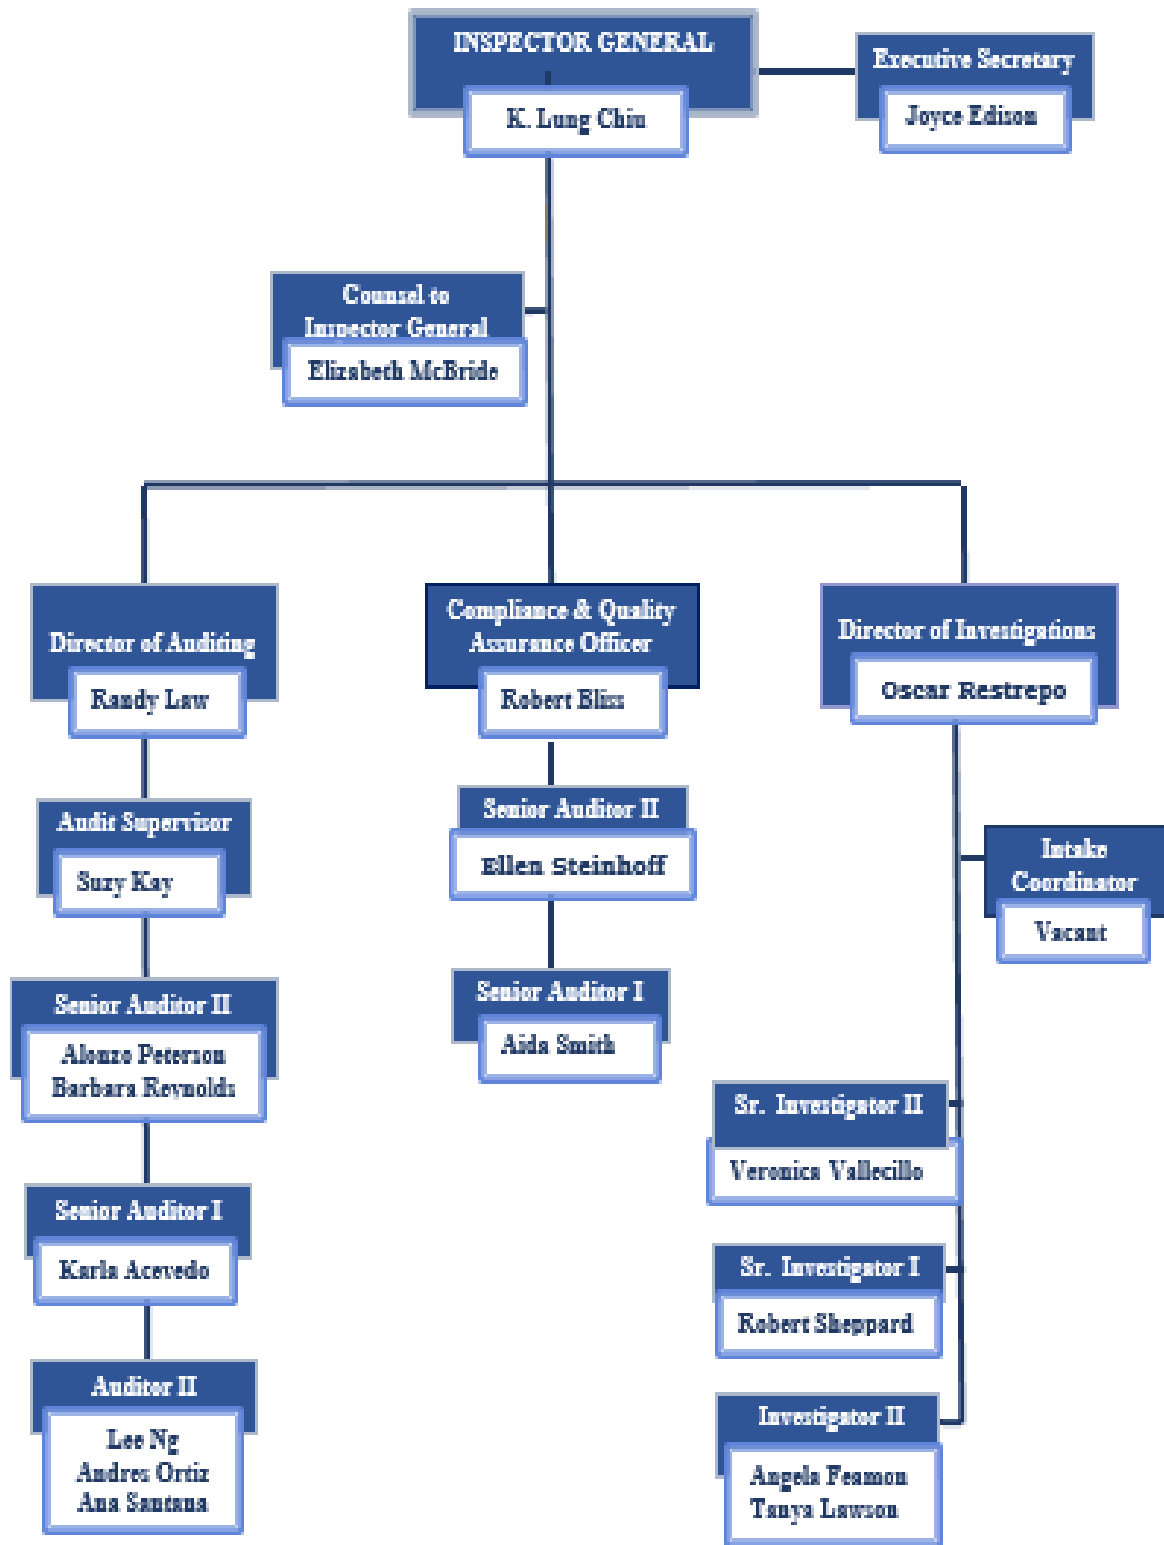 INSPECTOR GENERAL
K. Lung Chiu
Executive Secretary
Joyce Edison
Counsel to
Inspector General
Elizabeth McBride
Director of Auditing
Randy Law
Audit Supervisor
Suzy Kay
Senior Auditor II
Alonzo Peterson
Barbara Reynolds
Senior Auditor I
Karla Acevedo
Auditor II
Lee Ng
Andres Ortiz
Ana Santana
Compliance & Quality
Assurance Officer
Robert Bliss
Senior Auditor II
Ellen Steinhoff
Senior Auditor I
Aida Smith
Director of Investigations
Oscar Restrepo
Intake
Coordinator
Vacant
Sr. Investigator II
Veronica Vallecillo
Sr. Investigator I
Robert Sheppard
Investigator II
Angela Feamon
Tanya Lawson